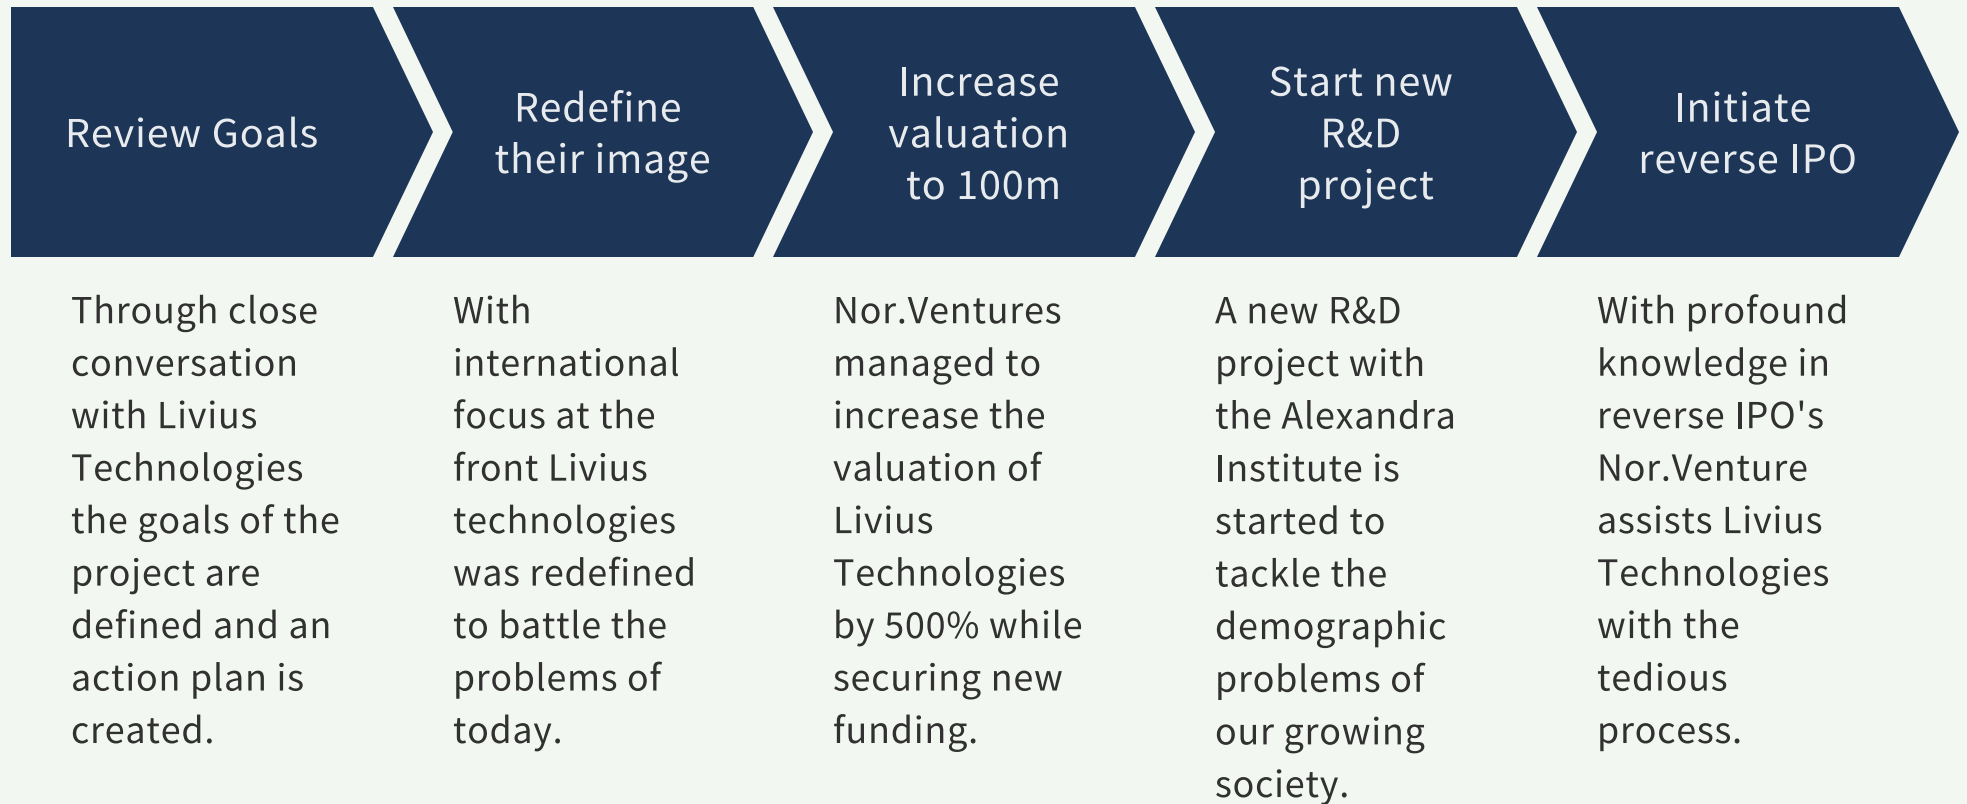 Review Goals
Redefine
their image
Increase
valuation
to 100m
Start new
R&D
project
Initiate
reverse IPO
Through close
conversation
with Livius
Technologies
the goals of the
project are
defined and an
action plan is
created.
With
international
focus at the
front Livius
technologies
was redefined
to battle the
problems of
today.
Nor.Ventures
managed to
increase the
valuation of
Livius
Technologies
by 500% while
securing new
funding.
A new R&D
project with
the Alexandra
Institute is
started to
tackle the
demographic
problems of
our growing
society.
With profound
knowledge in
reverse IPO's
Nor.Venture
assists Livius
Technologies
with the
tedious
process.